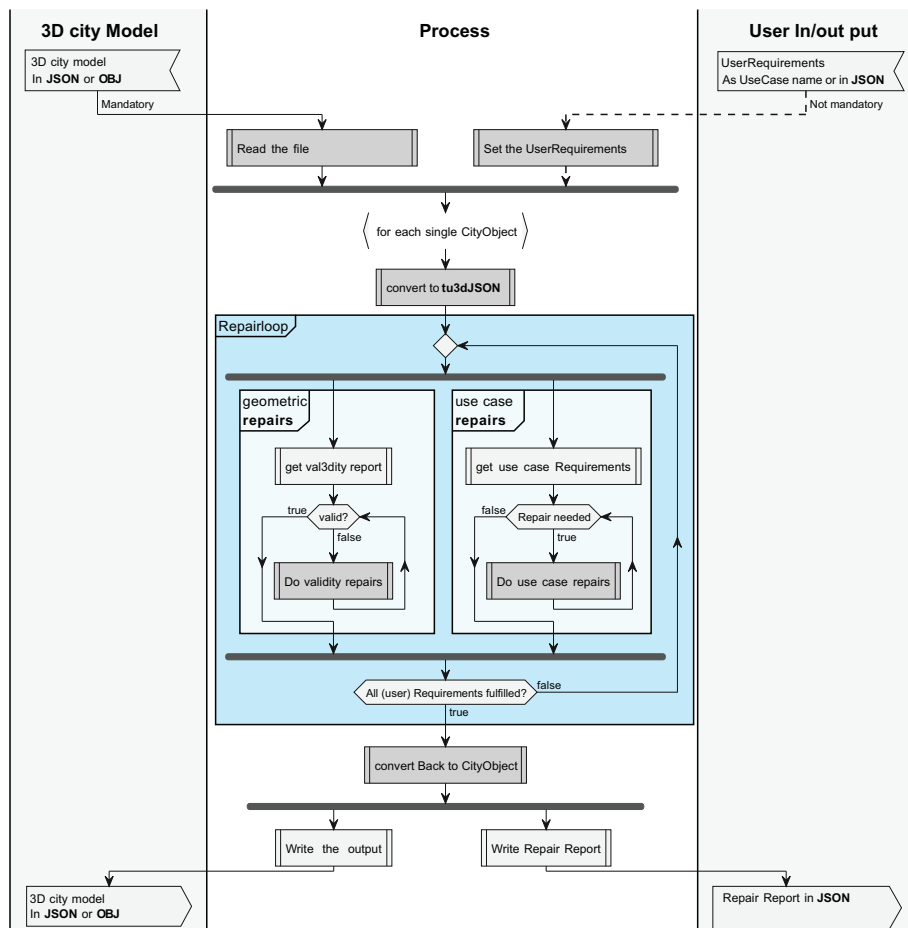 3D city Model
Process
User In/out put
3D city model
In JSON or OBJ
UserRequirements
As UseCase name or in JSON
Mandatory
Not mandatory
Read the file
Set the UserRequirements
for each single CityObject
convert to tu3dJSON
Repairloop
geometric
repairs
use case
repairs
get val3dity report
get use case Requirements
true
valid?
false
false
Repair needed
true
Do validity repairs
Do use case repairs
All (user) Requirements fulfilled?
false
true
convert Back to CityObject
Write the output
Write Repair Report
3D city model
In JSON or OBJ
Repair Report in JSON